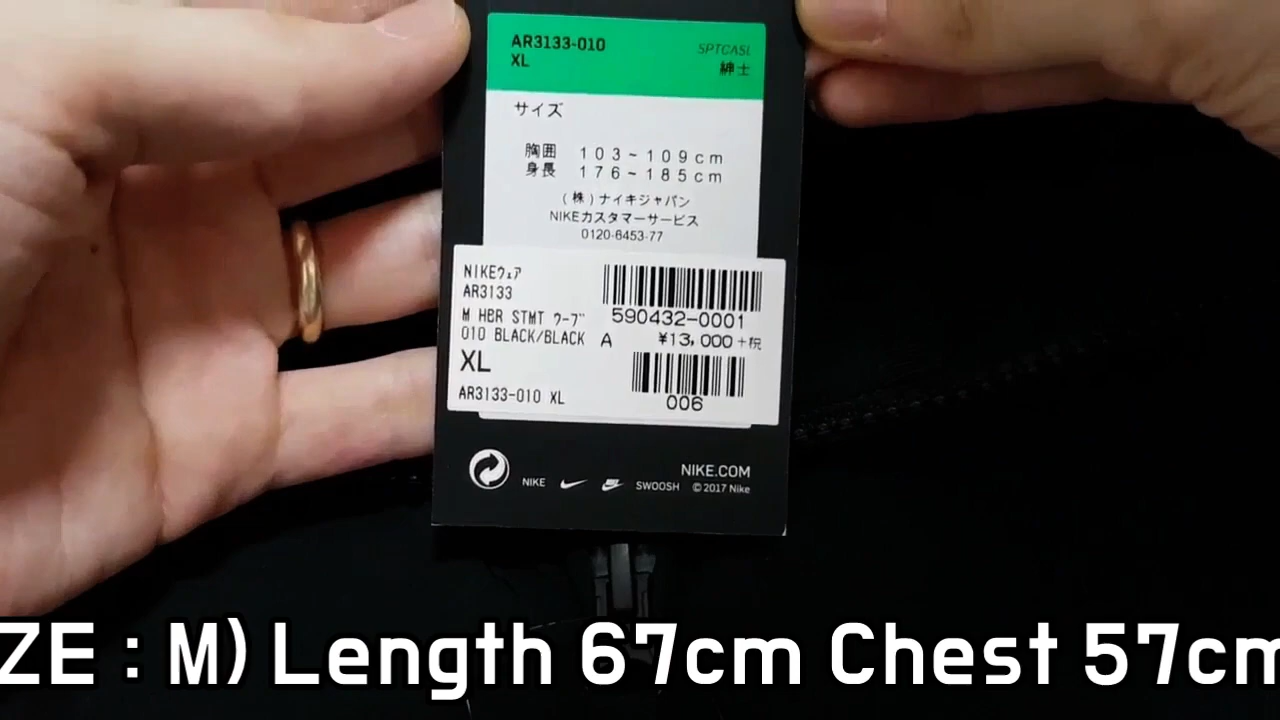 AR3133-010
XL
SPTCASL
紳士
サイズ
胸囲 103~109cm
身長 176~185cm
(株)ナイキジャパン
NIKEカスタマーサービス
0120-6453-77
NIKEウェア
AR3133
M HBR STMT ウーブ
010 BLACK/BLACK A
XL
AR3133-010 XL
590432-0001
¥13,000+税
006
NIKE.COM
NIKE SWOOSH ©2017 Nike
ZE : M) Length 67cm Chest 57cm